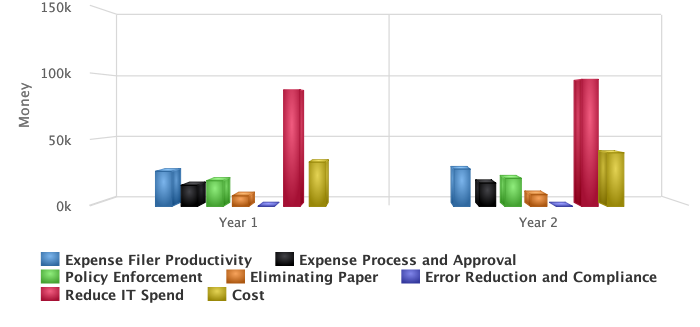 150k
100k
50k
0k
Money
Year 1 Year 2
Expense Filer Productivity Expense Process and Approval
Policy Enforcement Eliminating Paper Error Reduction and Compliance
Reduce IT Spend Cost